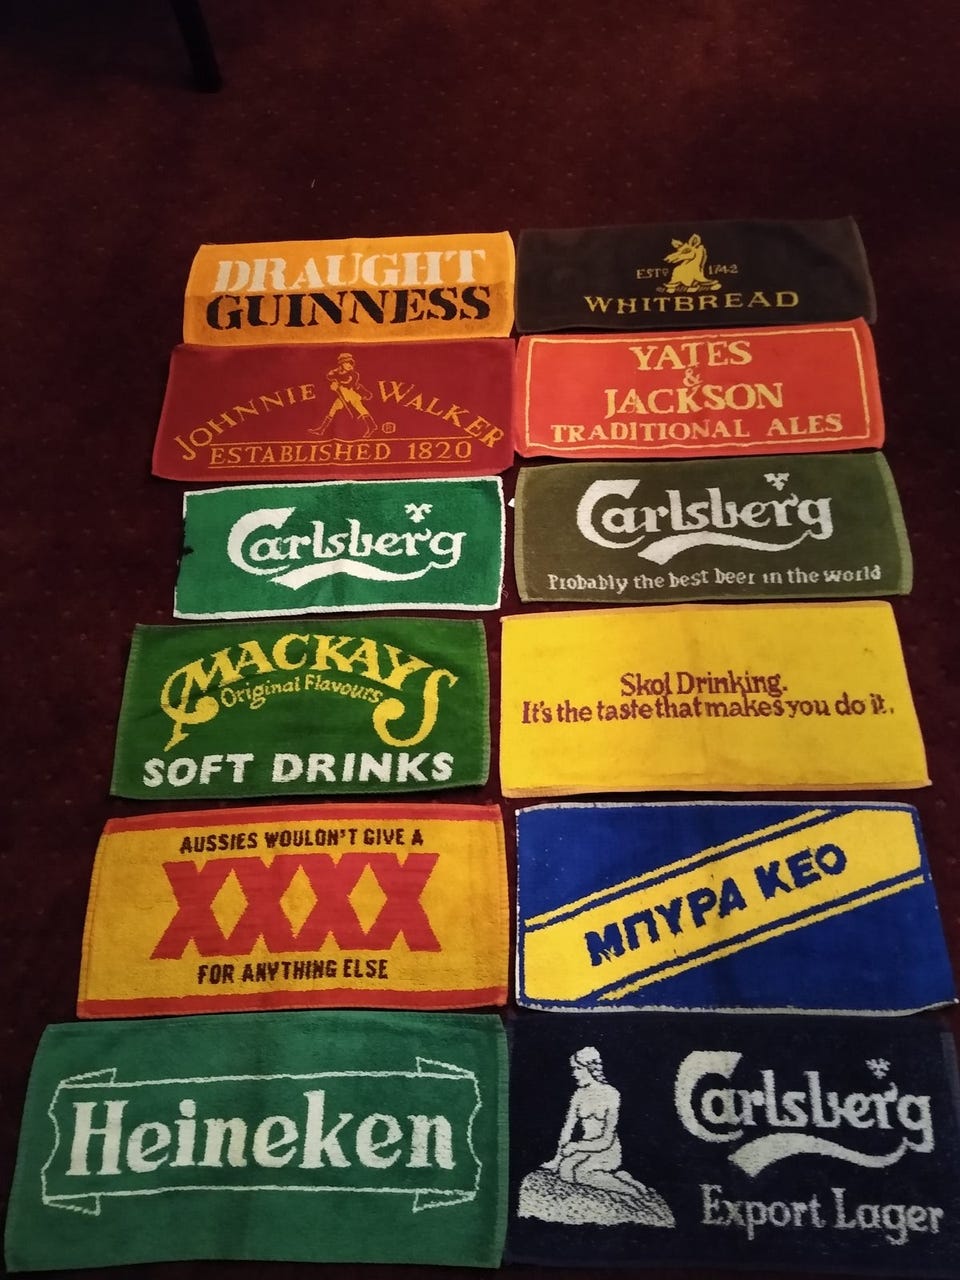 DRAUGHT
GUINNESS
ESTD 1742
WHITBREAD
JOHNNIE WALKER ®
ESTABLISHED 1820
YATES
&
JACKSON
TRADITIONAL ALES
Carlsberg
Carlsberg
Probably the best beer in the world
MACKAYS
Original Flavours
SOFT DRINKS
Skol Drinking.
It's the taste that makes you do it.
AUSSIES WOULDN'T GIVE A
XXXX
FOR ANYTHING ELSE
ΜΠΥΡΑ ΚΕΟ
Heineken
Carlsberg
Export Lager